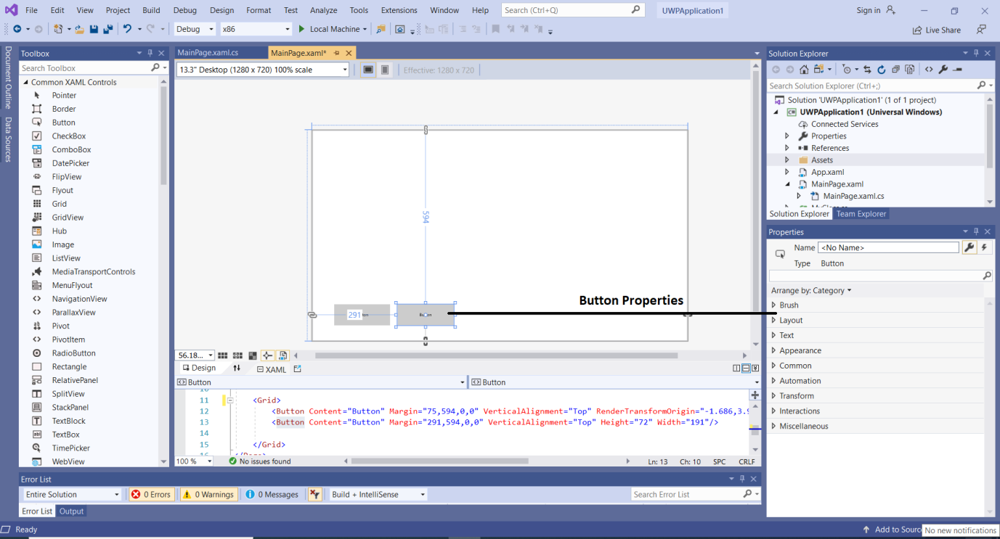 File Edit View Project Build Debug Design Format Test Analyze Tools Extensions Window Help Search (Ctrl+Q) UWPApplication1 Sign in
Debug x86 Local Machine Live Share
Document Outline
Data Sources
Toolbox
Search Toolbox
Common XAML Controls
Pointer
Border
Button
CheckBox
ComboBox
DatePicker
FlipView
Flyout
Grid
GridView
Hub
Image
ListView
MediaTransportControls
MenuFlyout
NavigationView
ParallaxView
Pivot
PivotItem
RadioButton
Rectangle
RelativePanel
SplitView
StackPanel
TextBlock
TextBox
TimePicker
WebView
MainPage.xaml.cs MainPage.xaml*
13.3" Desktop (1280 x 720) 100% scale Effective: 1280 x 720
594
Button Properties
291
Button
56.18...
Design XAML
Button Button
11 <Grid>
12 <Button Content="Button" Margin="75,594,0,0" VerticalAlignment="Top" RenderTransformOrigin="-1.686,3.9
13 <Button Content="Button" Margin="291,594,0,0" VerticalAlignment="Top" Height="72" Width="191"/>
14
15 </Grid>
100 % No issues found Ln: 13 Ch: 10 SPC CRLF
Solution Explorer
Search Solution Explorer (Ctrl+;)
Solution 'UWPApplication1' (1 of 1 project)
UWPApplication1 (Universal Windows)
Connected Services
Properties
References
Assets
App.xaml
MainPage.xaml
MainPage.xaml.cs
Solution Explorer Team Explorer
Properties
Name <No Name>
Type Button
Arrange by: Category
Brush
Layout
Text
Appearance
Common
Automation
Transform
Interactions
Miscellaneous
Error List
Entire Solution 0 Errors 0 Warnings 0 Messages Build + IntelliSense Search Error List
Error List Output
Ready Add to Sourc No new notifications